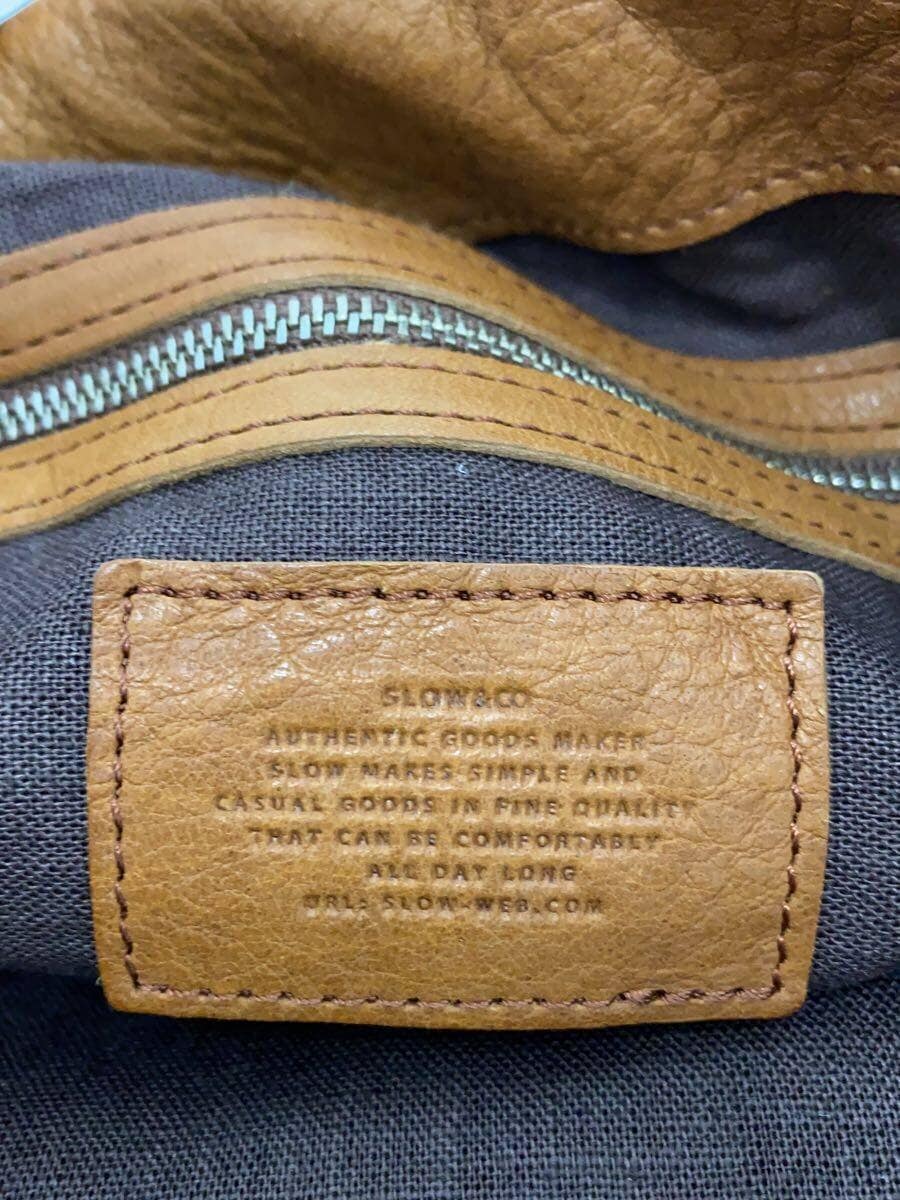 SLOW&CO
AUTHENTIC GOODS MAKER
SLOW MAKES SIMPLE AND
CASUAL GOODS IN FINE QUALITY
THAT CAN BE COMFORTABLY
ALL DAY LONG
URL: SLOW-WEB.COM